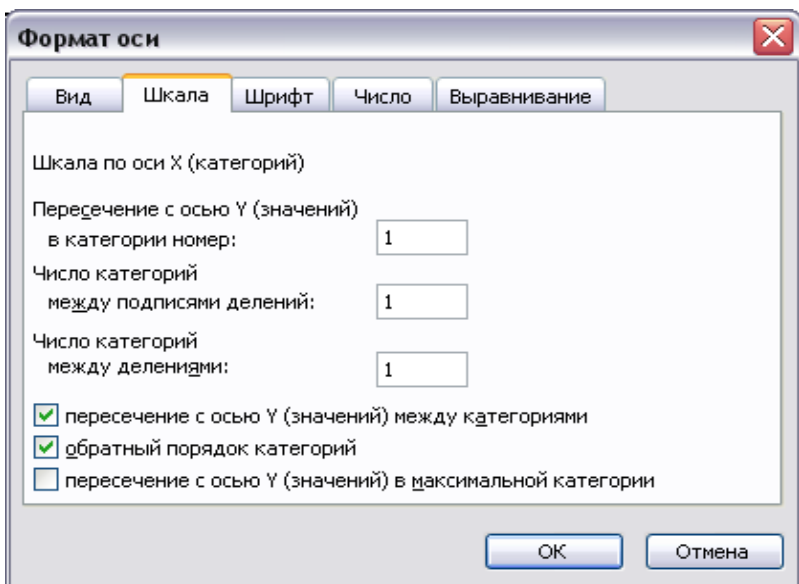 Формат оси
Вид Шкала Шрифт Число Выравнивание
Шкала по оси X (категорий)
Пересечение с осью Y (значений)
в категории номер: 1
Число категорий
между подписями делений: 1
Число категорий
между делениями: 1
пересечение с осью Y (значений) между категориями
обратный порядок категорий
пересечение с осью Y (значений) в максимальной категории
ОК Отмена